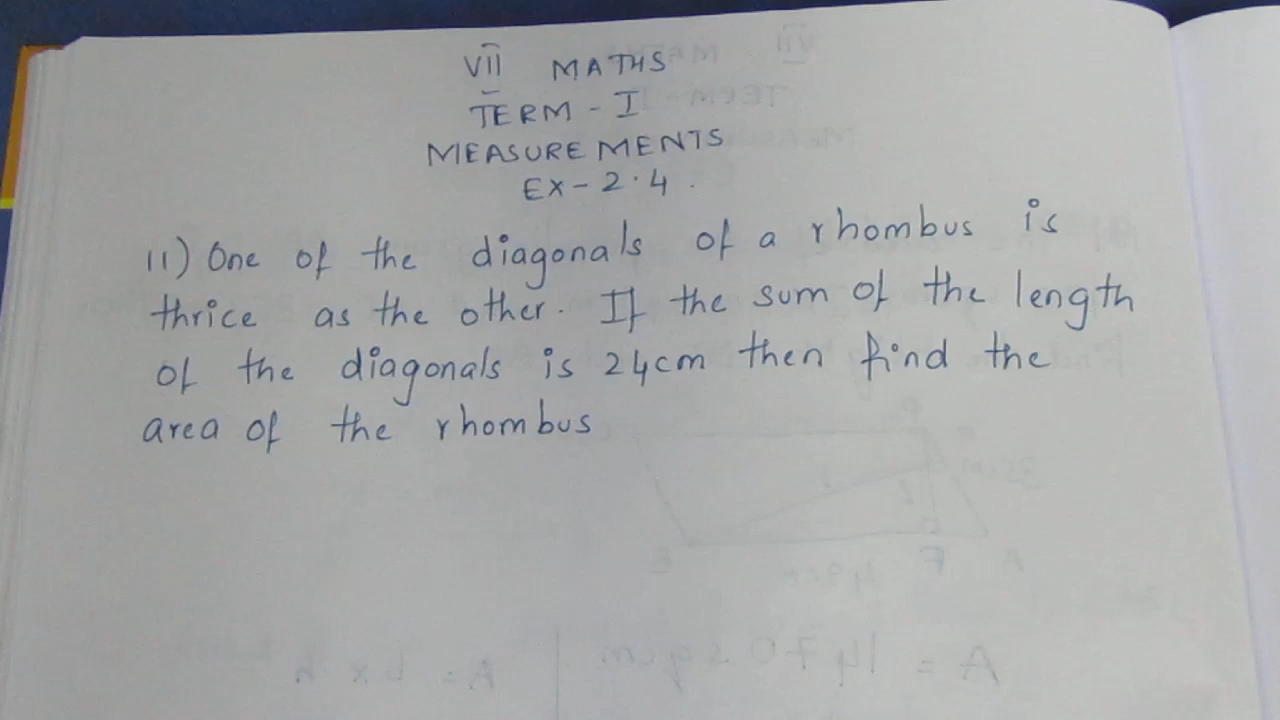 VII MATHS
TERM - I
MEASUREMENTS
EX - 2.4.
11) One of the diagonals of a rhombus is
thrice as the other. If the sum of the length
of the diagonals is 24cm then find the
area of the rhombus